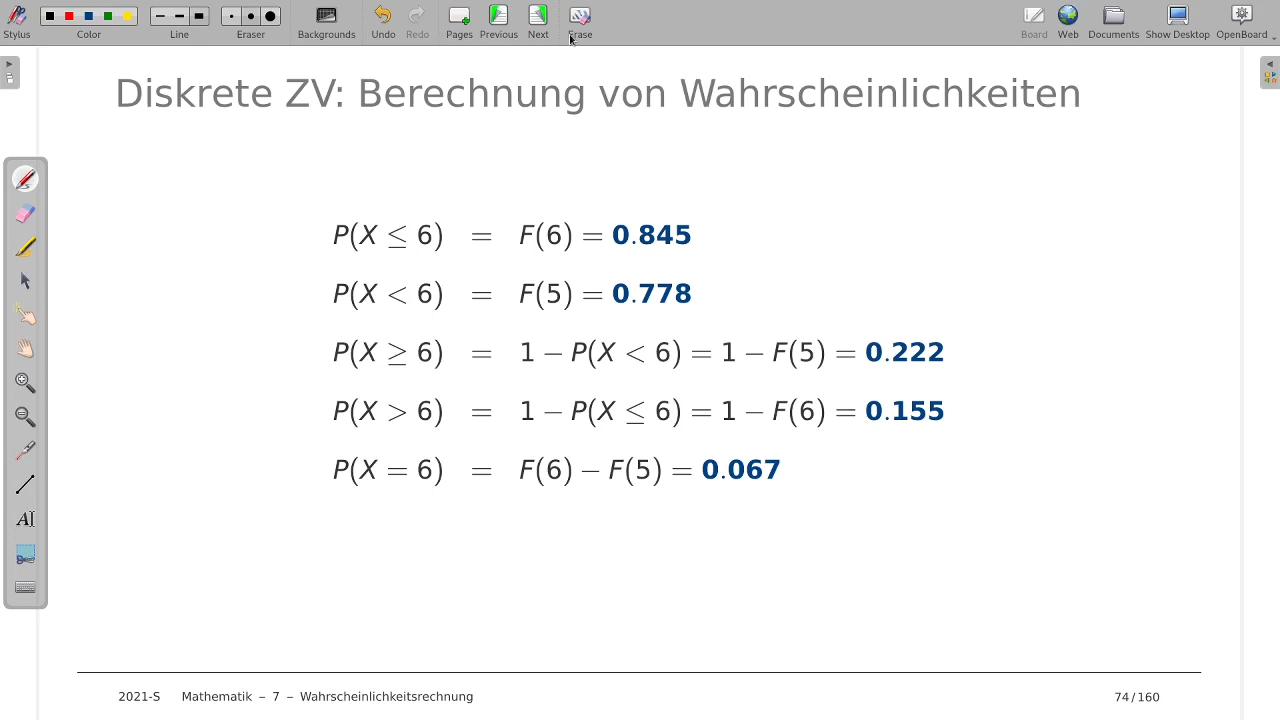 Stylus Color Line Eraser Backgrounds Undo Redo Pages Previous Next Erase Board Web Documents Show Desktop OpenBoard
Diskrete ZV: Berechnung von Wahrscheinlichkeiten
P(X ≤ 6) = F(6) = 0.845
P(X < 6) = F(5) = 0.778
P(X ≥ 6) = 1 − P(X < 6) = 1 − F(5) = 0.222
P(X > 6) = 1 − P(X ≤ 6) = 1 − F(6) = 0.155
P(X = 6) = F(6) − F(5) = 0.067
2021-S Mathematik – 7 – Wahrscheinlichkeitsrechnung 74/160